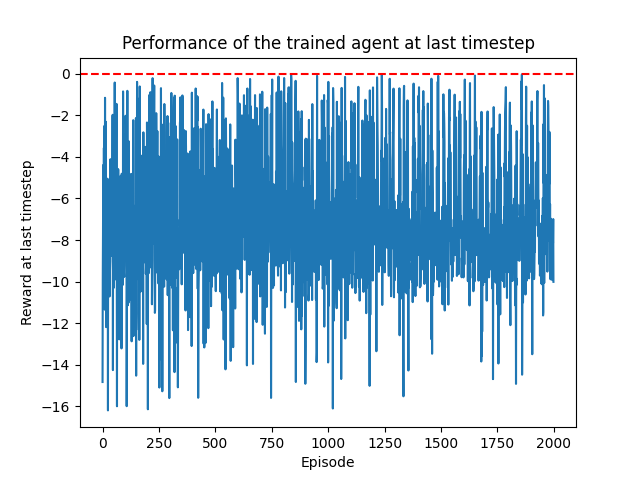 Performance of the trained agent at last timestep
0
−2
−4
−6
−8
−10
−12
−14
−16
Reward at last timestep
0 250 500 750 1000 1250 1500 1750 2000
Episode